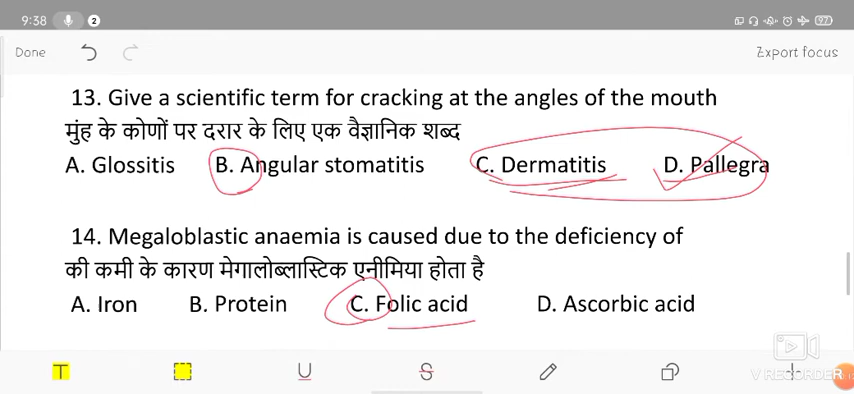 9:38 2 97
Done Export focus
13. Give a scientific term for cracking at the angles of the mouth
मुंह के कोणों पर दरार के लिए एक वैज्ञानिक शब्द
A. Glossitis B. Angular stomatitis C. Dermatitis D. Pallegra
14. Megaloblastic anaemia is caused due to the deficiency of
की कमी के कारण मेगालोब्लास्टिक एनीमिया होता है
A. Iron B. Protein C. Folic acid D. Ascorbic acid
T U S
V RECORDER